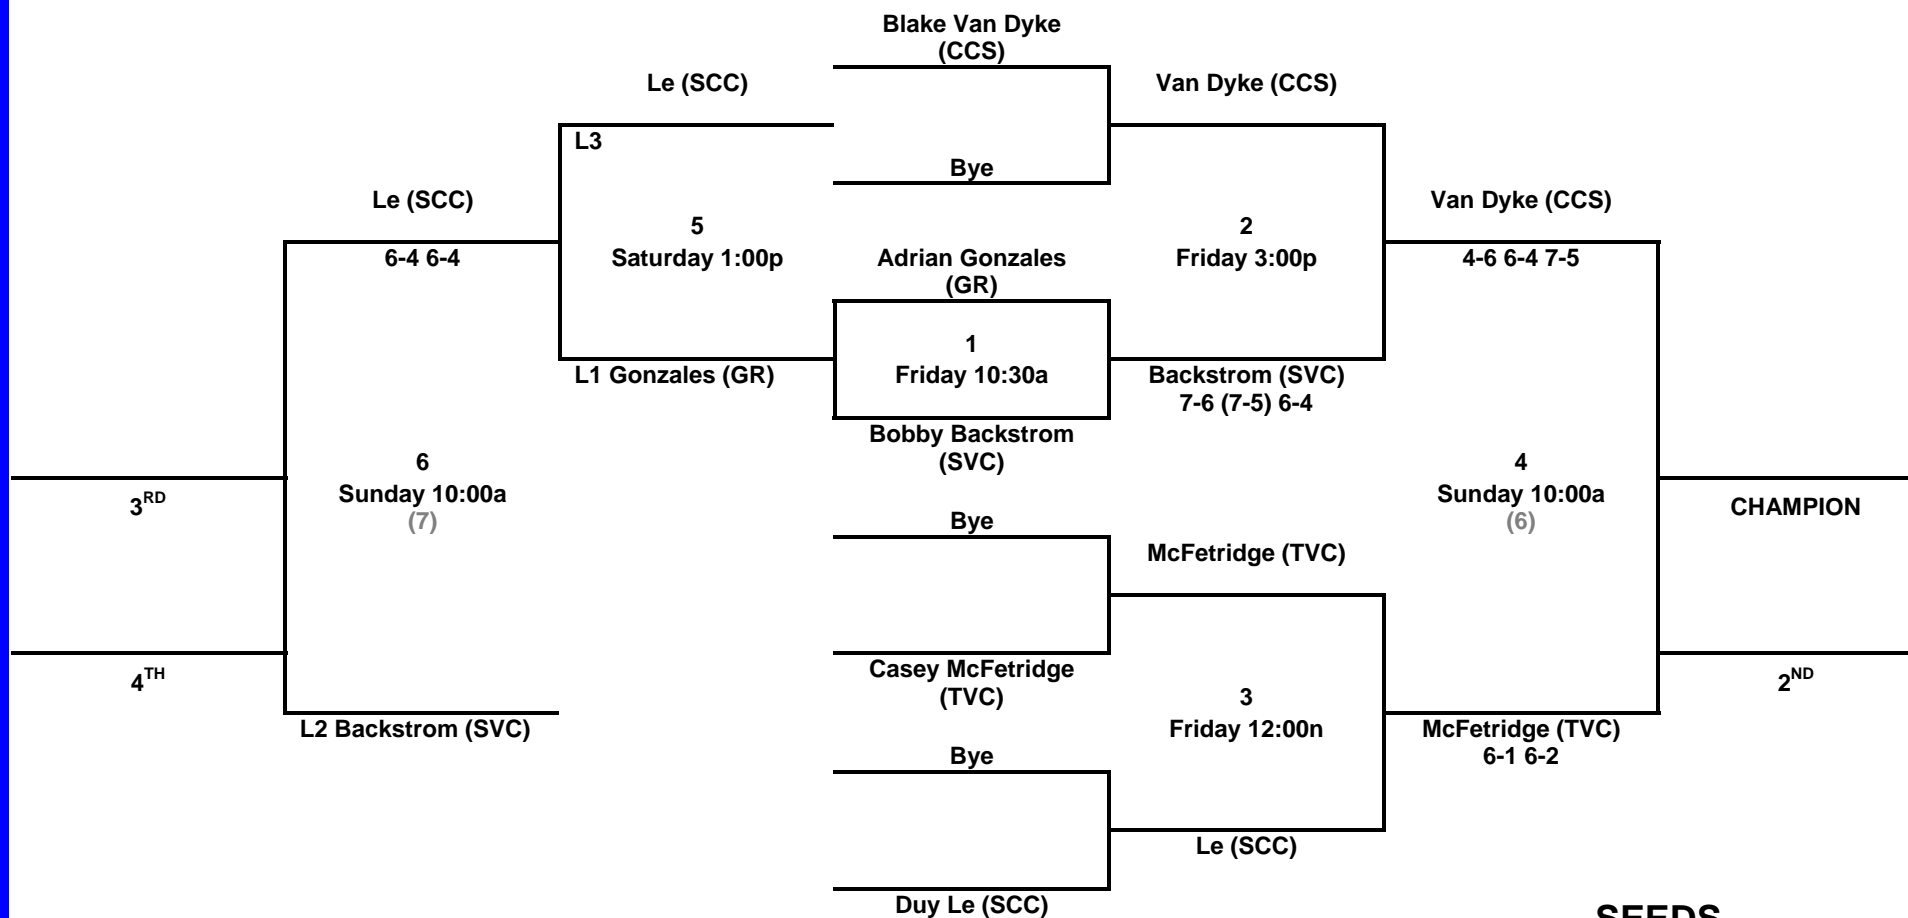 Blake Van Dyke
(CCS)
Le (SCC)
Van Dyke (CCS)
L3
Bye
Le (SCC)
Van Dyke (CCS)
5
2
6-4 6-4
Saturday 1:00p
Adrian Gonzales
(GR)
Friday 3:00p
4-6 6-4 7-5
1
Friday 10:30a
L1 Gonzales (GR)
Backstrom (SVC)
7-6 (7-5) 6-4
Bobby Backstrom
(SVC)
6
Sunday 10:00a
(7)
4
Sunday 10:00a
(6)
3RD
CHAMPION
Bye
McFetridge (TVC)
Casey McFetridge
(TVC)
4TH
2ND
3
Friday 12:00n
L2 Backstrom (SVC)
McFetridge (TVC)
6-1 6-2
Bye
Le (SCC)
Duy Le (SCC)
SEEDS